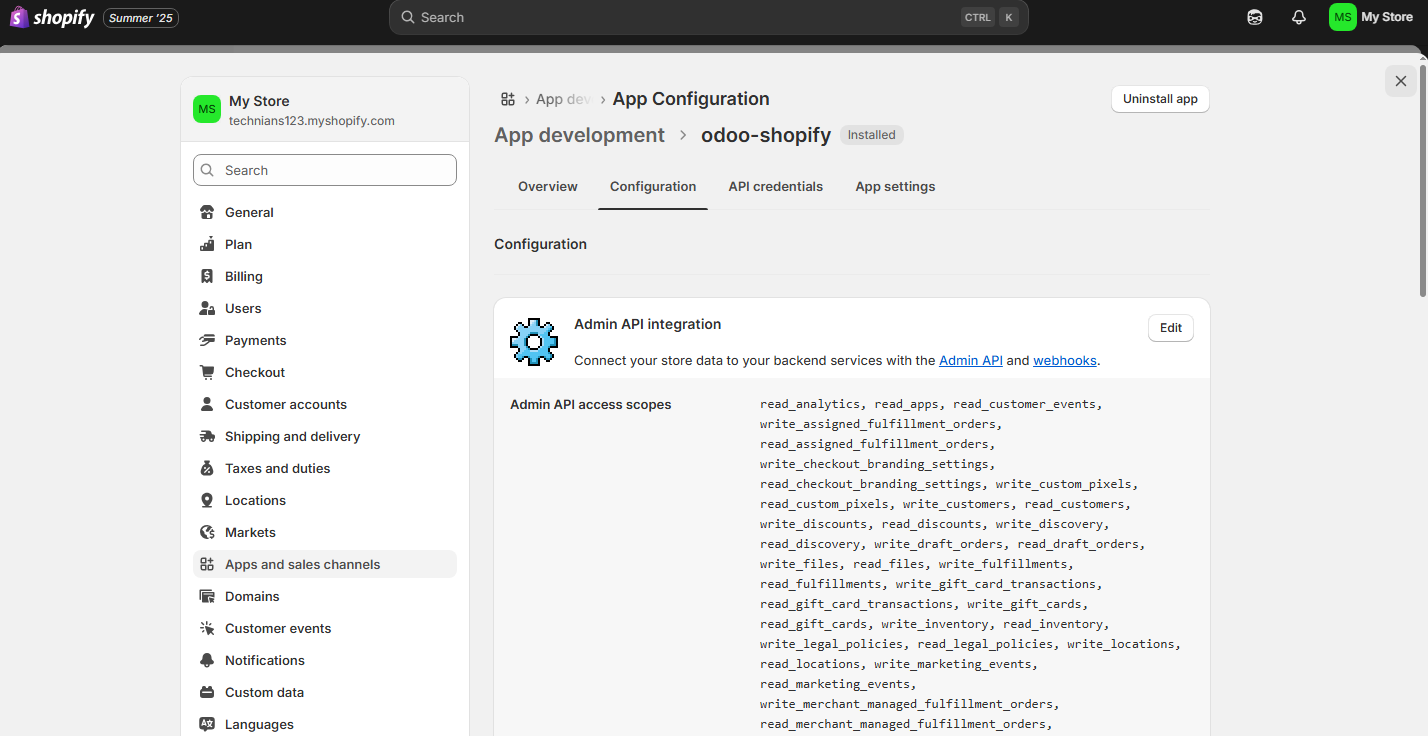 shopify Summer '25
Search CTRL K
MS My Store
MS My Store
technians123.myshopify.com
Search
General
Plan
Billing
Users
Payments
Checkout
Customer accounts
Shipping and delivery
Taxes and duties
Locations
Markets
Apps and sales channels
Domains
Customer events
Notifications
Custom data
Languages
App dev › App Configuration
Uninstall app
App development › odoo-shopify Installed
Overview Configuration API credentials App settings
Configuration
Admin API integration
Edit
Connect your store data to your backend services with the Admin API and webhooks.
Admin API access scopes
read_analytics, read_apps, read_customer_events,
write_assigned_fulfillment_orders,
read_assigned_fulfillment_orders,
write_checkout_branding_settings,
read_checkout_branding_settings, write_custom_pixels,
read_custom_pixels, write_customers, read_customers,
write_discounts, read_discounts, write_discovery,
read_discovery, write_draft_orders, read_draft_orders,
write_files, read_files, write_fulfillments,
read_fulfillments, write_gift_card_transactions,
read_gift_card_transactions, write_gift_cards,
read_gift_cards, write_inventory, read_inventory,
write_legal_policies, read_legal_policies, write_locations,
read_locations, write_marketing_events,
read_marketing_events,
write_merchant_managed_fulfillment_orders,
read_merchant_managed_fulfillment_orders,